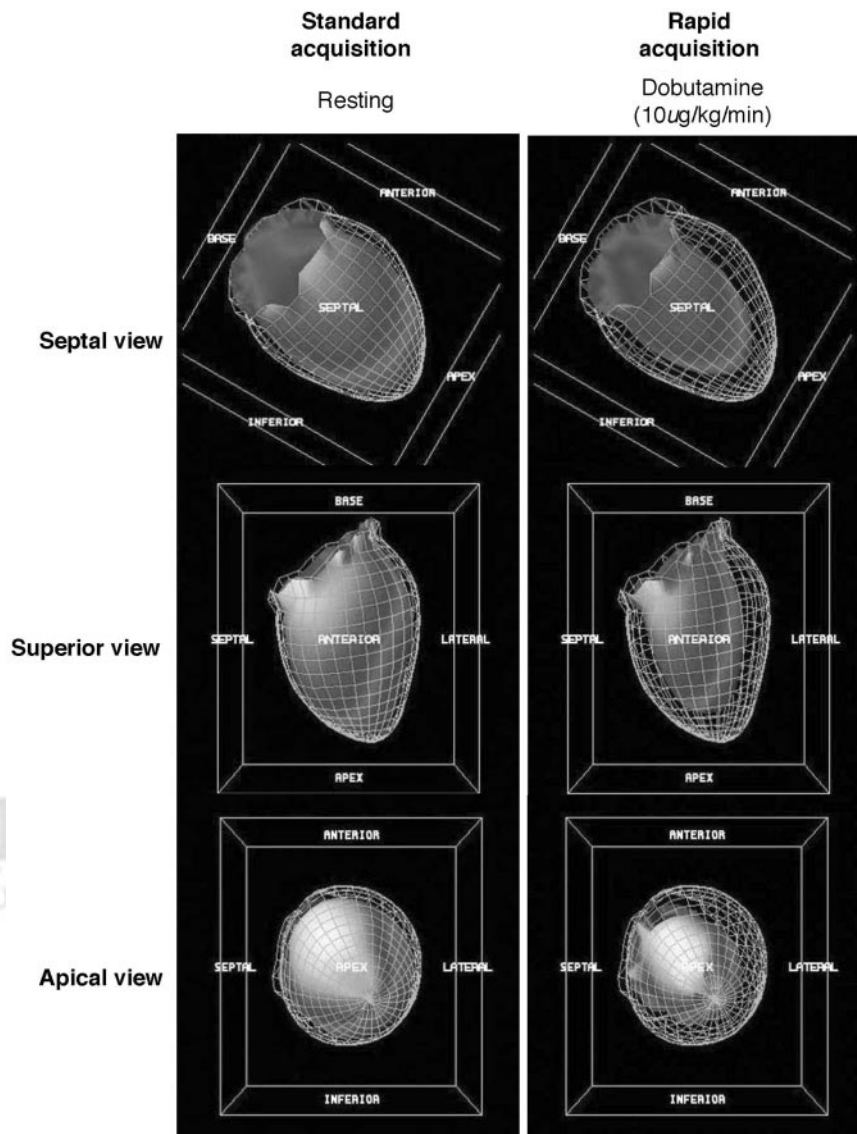 Standard
acquisition
Resting
Rapid
acquisition
Dobutamine
(10ug/kg/min)
Septal view
ANTERIOR
BASE
SEPTAL
APEX
INFERIOR
ANTERIOR
BASE
SEPTAL
APEX
INFERIOR
Superior view
BASE
SEPTAL
ANTERIOR
LATERAL
APEX
BASE
SEPTAL
ANTERIOR
LATERAL
APEX
Apical view
ANTERIOR
SEPTAL
APEX
LATERAL
INFERIOR
ANTERIOR
SEPTAL
APEX
LATERAL
INFERIOR